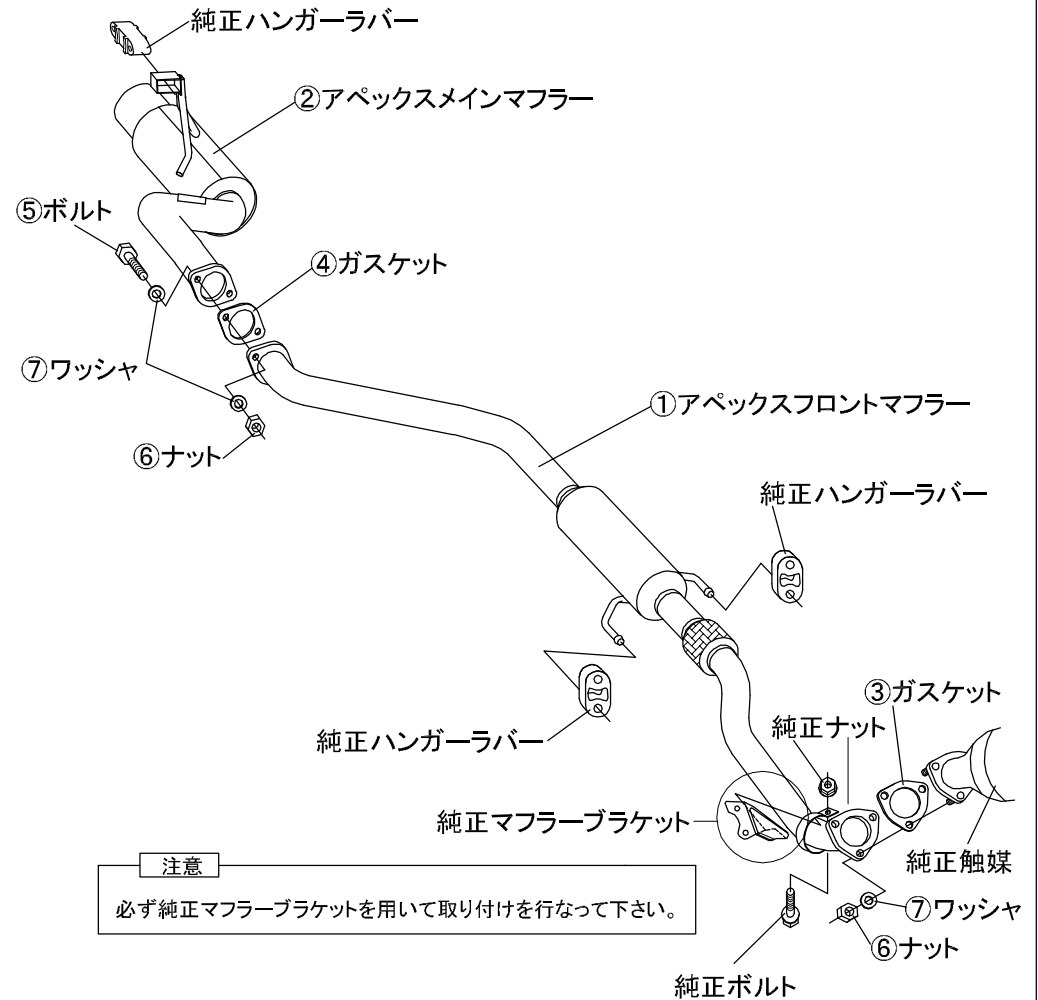 純正ハンガーラバー
②アペックスメインマフラー
⑤ボルト
④ガスケット
⑦ワッシャ
①アペックスフロントマフラー
⑥ナット
純正ハンガーラバー
③ガスケット
純正ナット
純正ハンガーラバー
純正マフラーブラケット
純正触媒
注意
必ず純正マフラーブラケットを用いて取り付けを行なって下さい。
⑦ワッシャ
⑥ナット
純正ボルト